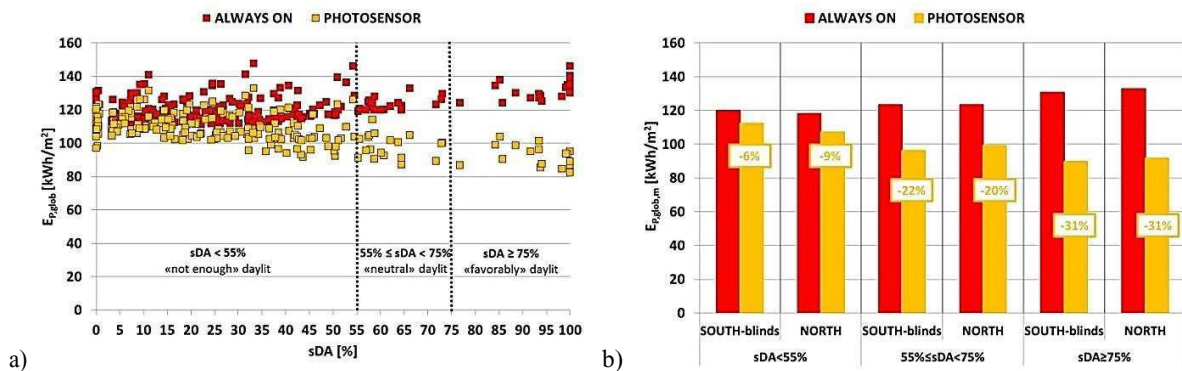 ALWAYS ON PHOTOSENSOR
160
140
120
100
80
60
40
20
0
E_P,glob [kWh/m²]
sDA < 55%
«not enough» daylit
55% ≤ sDA < 75%
«neutral» daylit
sDA ≥ 75%
«favorably» daylit
0 5 10 15 20 25 30 35 40 45 50 55 60 65 70 75 80 85 90 95 100
sDA [%]
a)
ALWAYS ON PHOTOSENSOR
160
140
120
100
80
60
40
20
0
E_P,glob,m [kWh/m²]
-6%
-9%
-22%
-20%
-31%
-31%
SOUTH-blinds NORTH SOUTH-blinds NORTH SOUTH-blinds NORTH
sDA<55% 55%≤sDA<75% sDA≥75%
b)